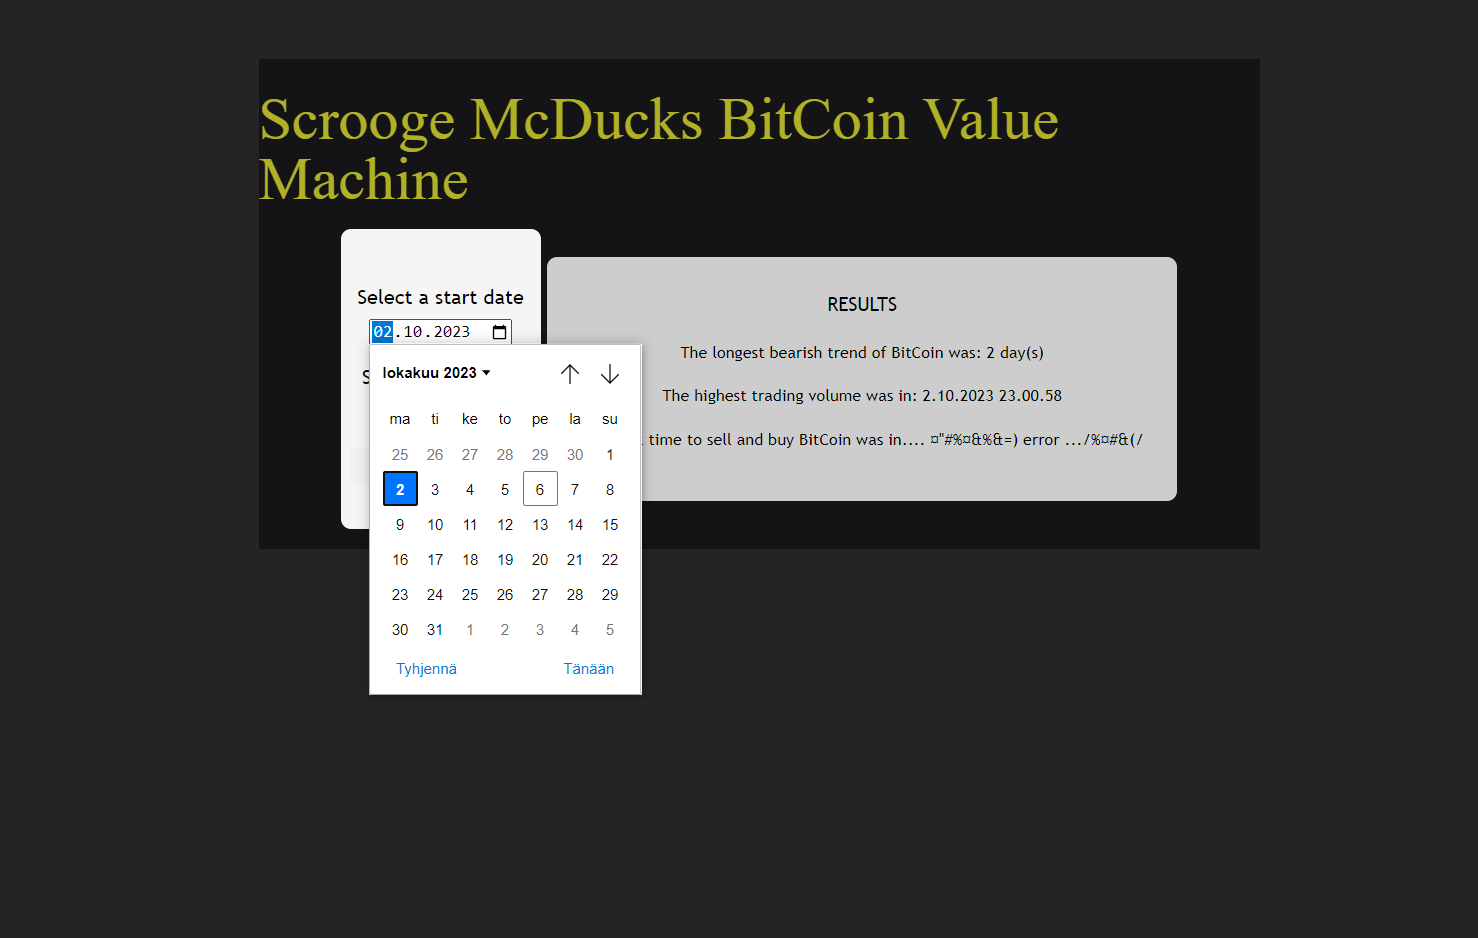 Scrooge McDucks BitCoin Value
Machine
Select a start date
02.10.2023
S
RESULTS
The longest bearish trend of BitCoin was: 2 day(s)
The highest trading volume was in: 2.10.2023 23.00.58
time to sell and buy BitCoin was in.... ¤"#%¤&%&=) error .../%¤#&(/
lokakuu 2023
ma ti ke to pe la su
25 26 27 28 29 30 1
2 3 4 5 6 7 8
9 10 11 12 13 14 15
16 17 18 19 20 21 22
23 24 25 26 27 28 29
30 31 1 2 3 4 5
Tyhjennä Tänään